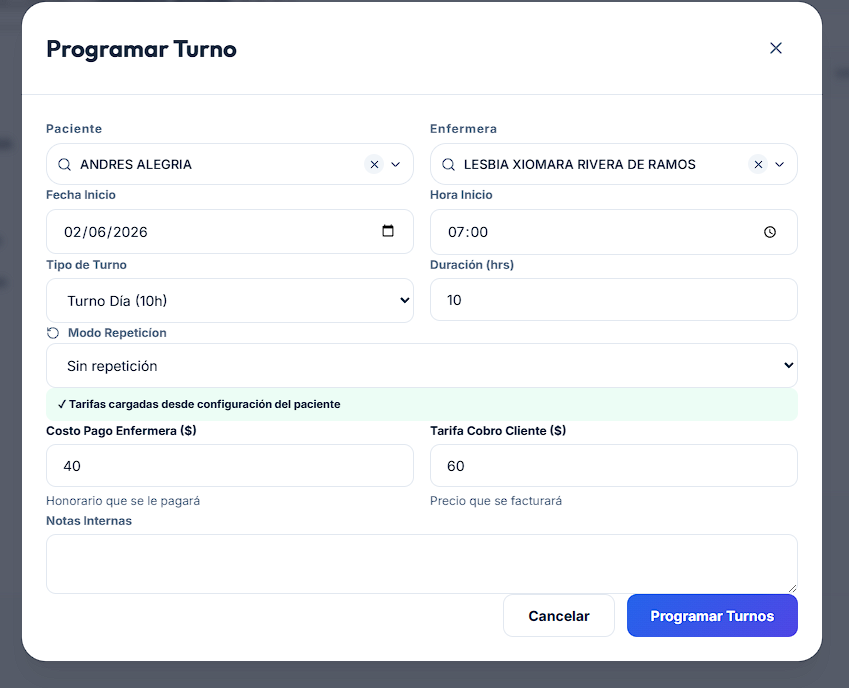 Programar Turno
Paciente
Enfermera
ANDRES ALEGRIA
LESBIA XIOMARA RIVERA DE RAMOS
Fecha Inicio
Hora Inicio
02/06/2026
07:00
Tipo de Turno
Duración (hrs)
Turno Día (10h)
10
Modo Repeticíon
Sin repetición
✓ Tarifas cargadas desde configuración del paciente
Costo Pago Enfermera ($)
Tarifa Cobro Cliente ($)
40
60
Honorario que se le pagará
Precio que se facturará
Notas Internas
Cancelar
Programar Turnos